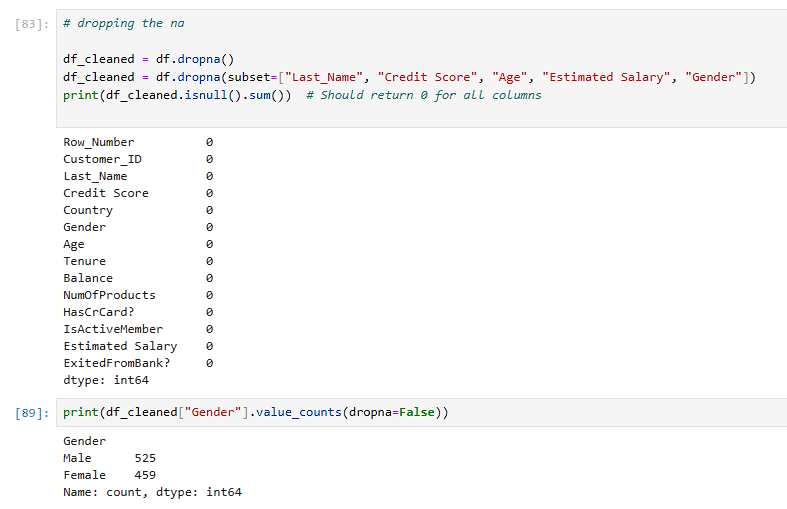 [83]: # dropping the na
df_cleaned = df.dropna()
df_cleaned = df.dropna(subset=["Last_Name", "Credit Score", "Age", "Estimated Salary", "Gender"])
print(df_cleaned.isnull().sum())  # Should return 0 for all columns
Row_Number 0
Customer_ID 0
Last_Name 0
Credit Score 0
Country 0
Gender 0
Age 0
Tenure 0
Balance 0
NumOfProducts 0
HasCrCard? 0
IsActiveMember 0
Estimated Salary 0
ExitedFromBank? 0
dtype: int64
[89]: print(df_cleaned["Gender"].value_counts(dropna=False))
Gender
Male 525
Female 459
Name: count, dtype: int64